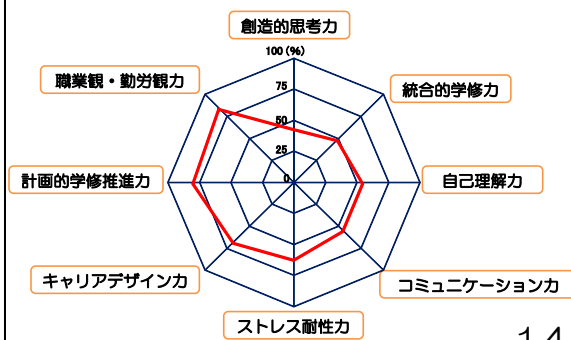 創造的思考力
100(%)
職業観・勤労観力
75
統合的学修力
50
25
計画的学修推進力
0
自己理解力
キャリアデザイン力
コミュニケーション力
ストレス耐性力
14